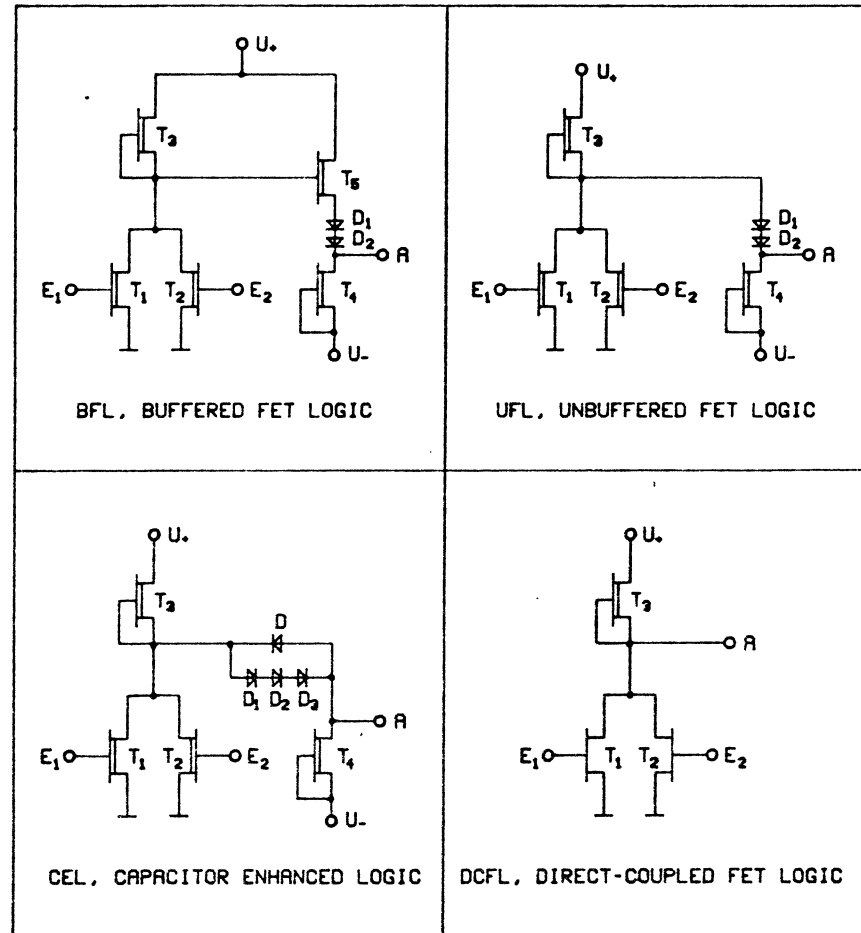 U₊
T₃
T₅
D₁
D₂
A
E₁
T₁
T₂
E₂
T₄
U₋
BFL, BUFFERED FET LOGIC
U₊
T₃
D₁
D₂
A
E₁
T₁
T₂
E₂
T₄
U₋
UFL, UNBUFFERED FET LOGIC
U₊
T₃
D
D₁ D₂ D₃
A
E₁
T₁
T₂
E₂
T₄
U₋
CEL, CAPACITOR ENHANCED LOGIC
U₊
T₃
A
E₁
T₁
T₂
E₂
DCFL, DIRECT-COUPLED FET LOGIC